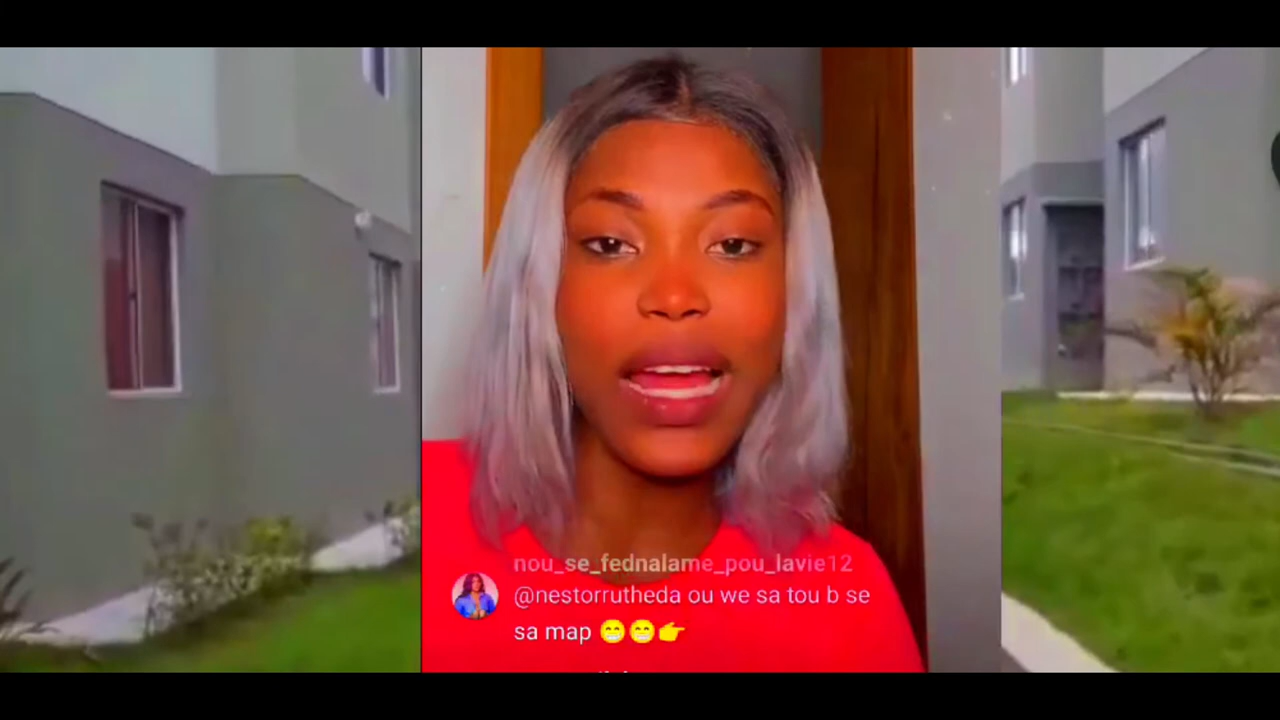 nou_se_fednalame_pou_lavie12
@nestorrutheda ou we sa tou b se
sa map 😁😁👉